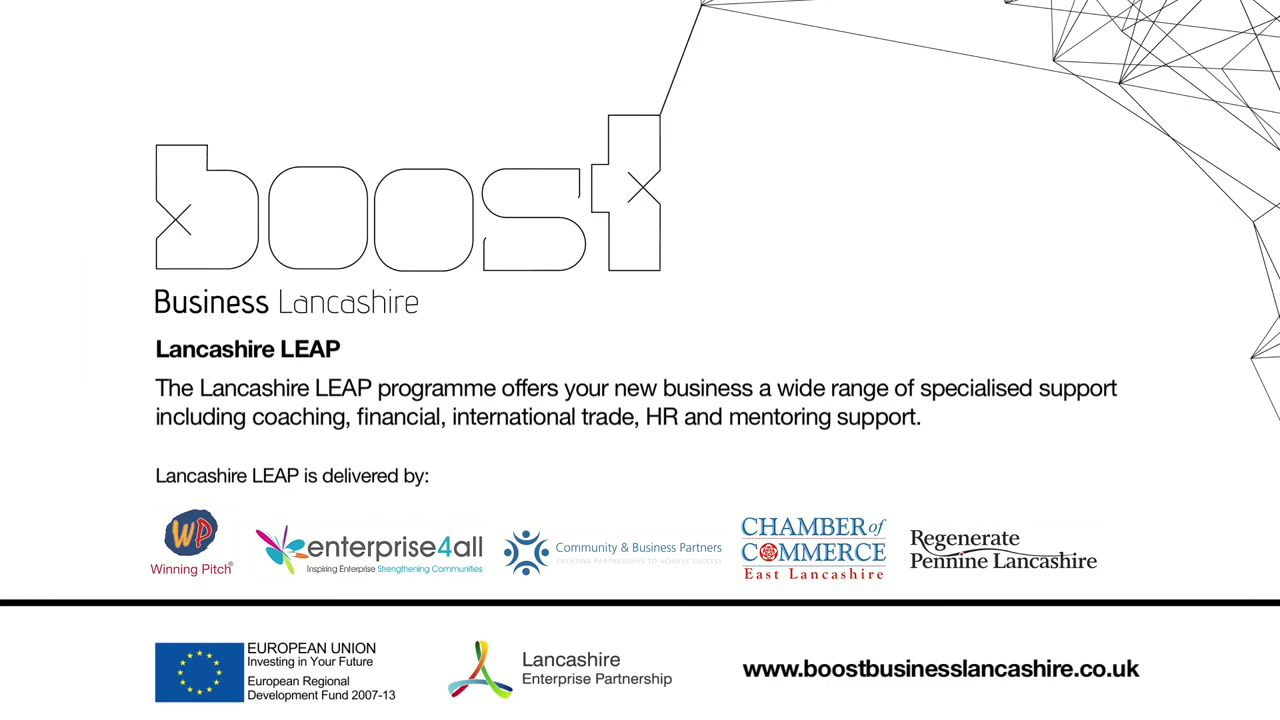 boost
Business Lancashire
Lancashire LEAP
The Lancashire LEAP programme offers your new business a wide range of specialised support
including coaching, financial, international trade, HR and mentoring support.
Lancashire LEAP is delivered by:
WP
Winning Pitch®
enterprise4all
Inspiring Enterprise Strengthening Communities
Community & Business Partners
CREATING PARTNERSHIPS TO ACHIEVE SUCCESS
CHAMBER of
COMMERCE
East Lancashire
Regenerate
Pennine Lancashire
EUROPEAN UNION
Investing in Your Future
European Regional
Development Fund 2007-13
Lancashire
Enterprise Partnership
www.boostbusinesslancashire.co.uk